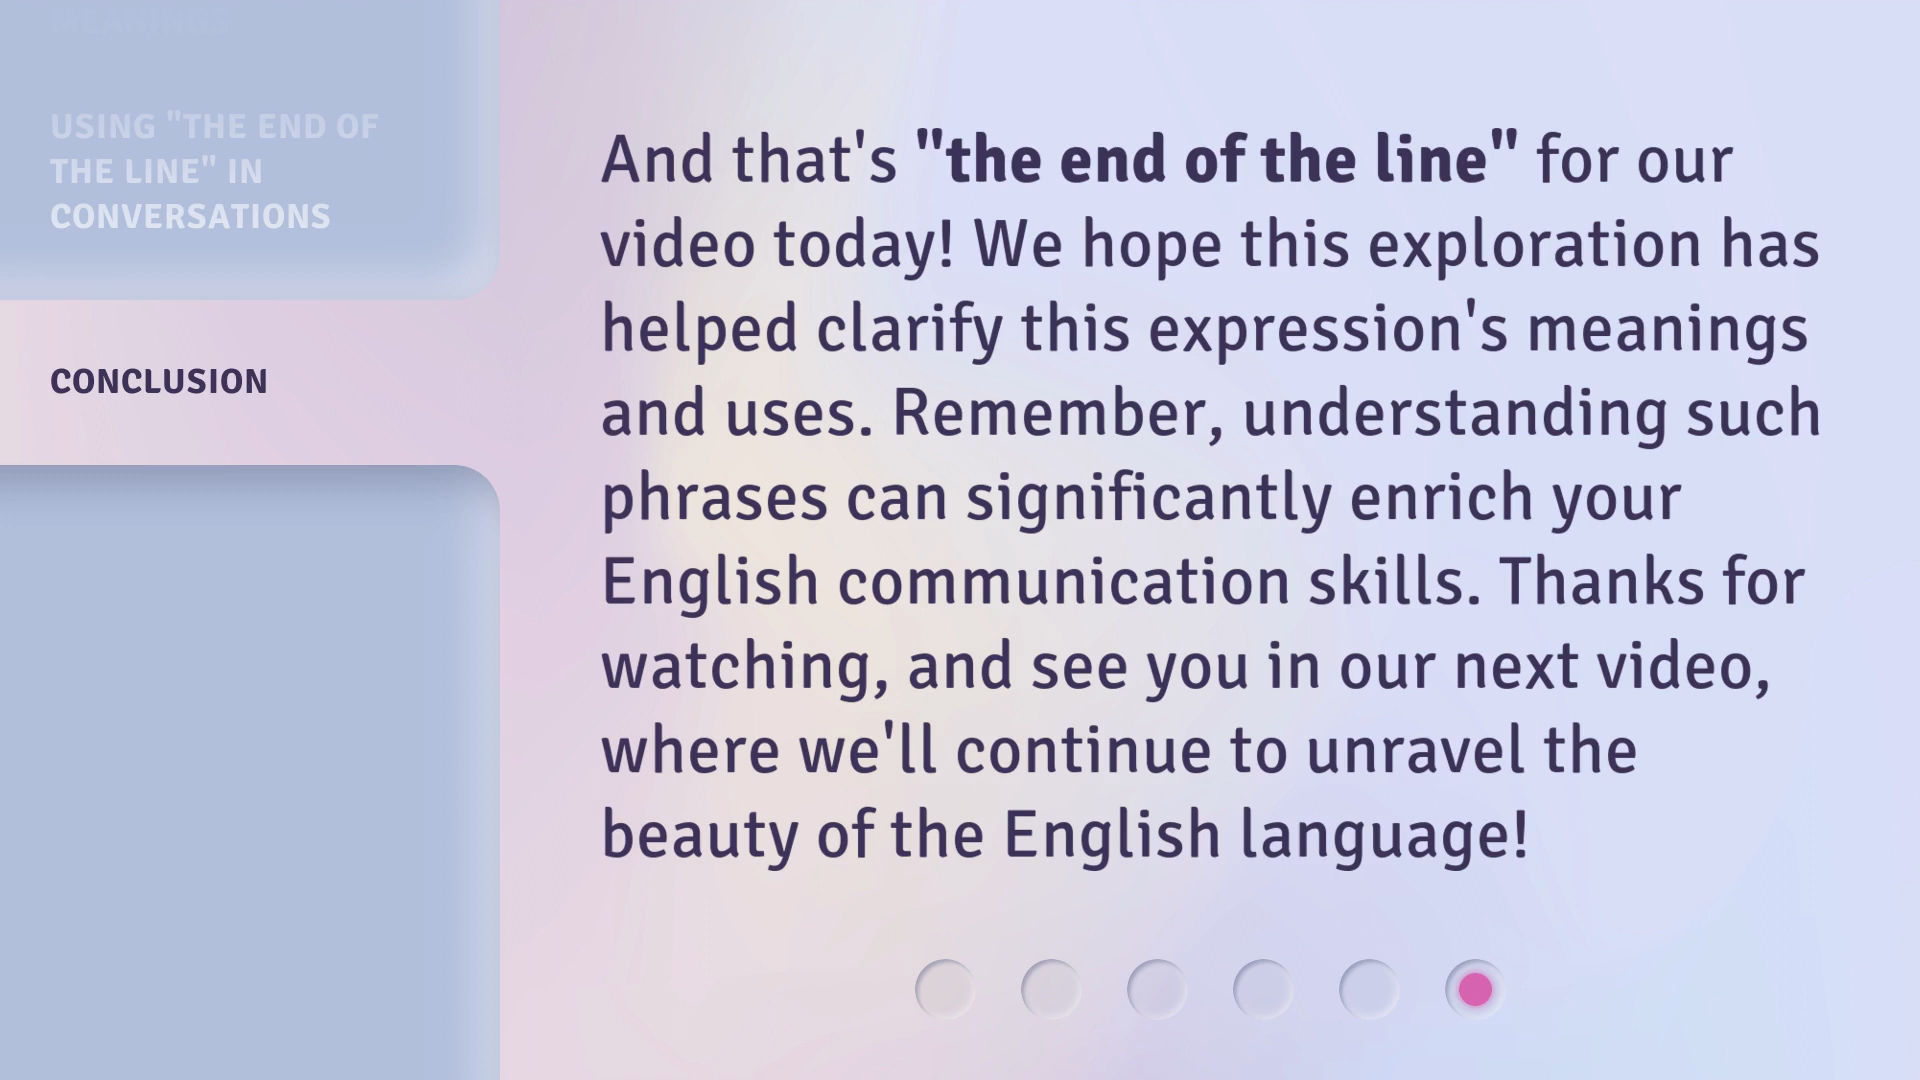 MEANINGS
USING "THE END OF
THE LINE" IN
CONVERSATIONS
CONCLUSION
And that's "the end of the line" for our
video today! We hope this exploration has
helped clarify this expression's meanings
and uses. Remember, understanding such
phrases can significantly enrich your
English communication skills. Thanks for
watching, and see you in our next video,
where we'll continue to unravel the
beauty of the English language!